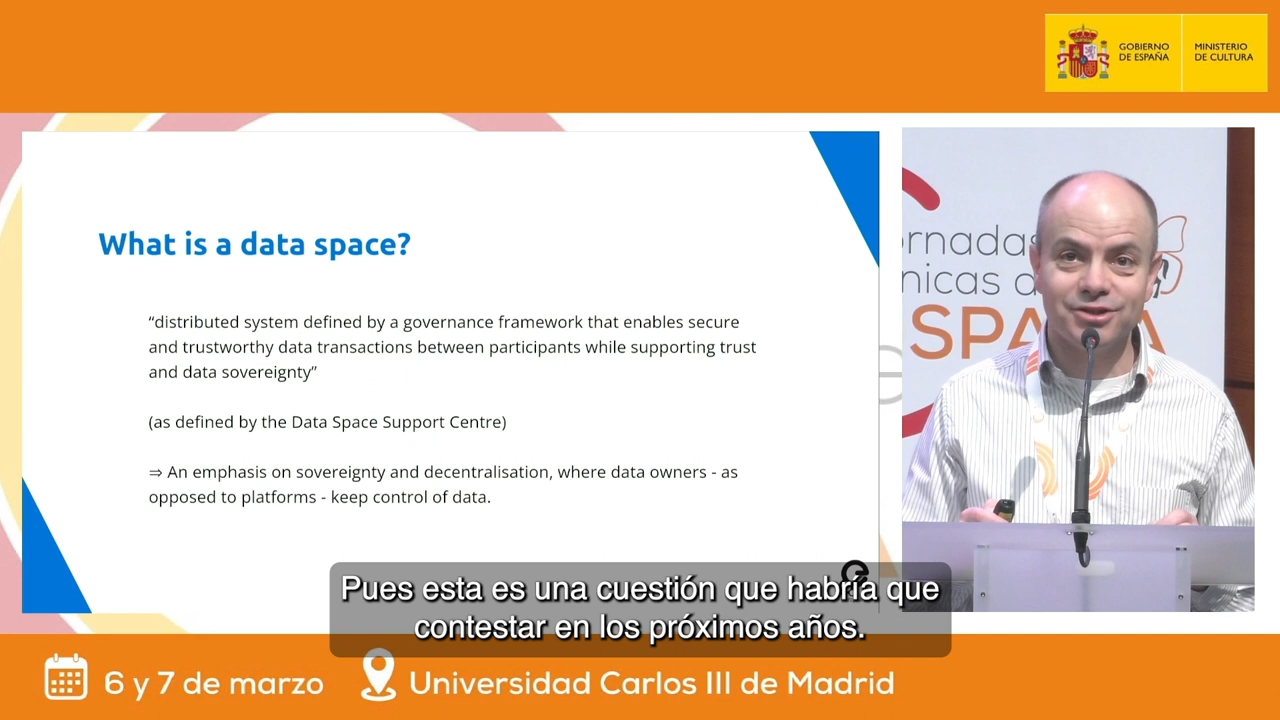 GOBIERNO
DE ESPAÑA
MINISTERIO
DE CULTURA
What is a data space?
“distributed system defined by a governance framework that enables secure
and trustworthy data transactions between participants while supporting trust
and data sovereignty”
(as defined by the Data Space Support Centre)
⇒ An emphasis on sovereignty and decentralisation, where data owners - as
opposed to platforms - keep control of data.
Pues esta es una cuestión que habría que
contestar en los próximos años.
6 y 7 de marzo
Universidad Carlos III de Madrid